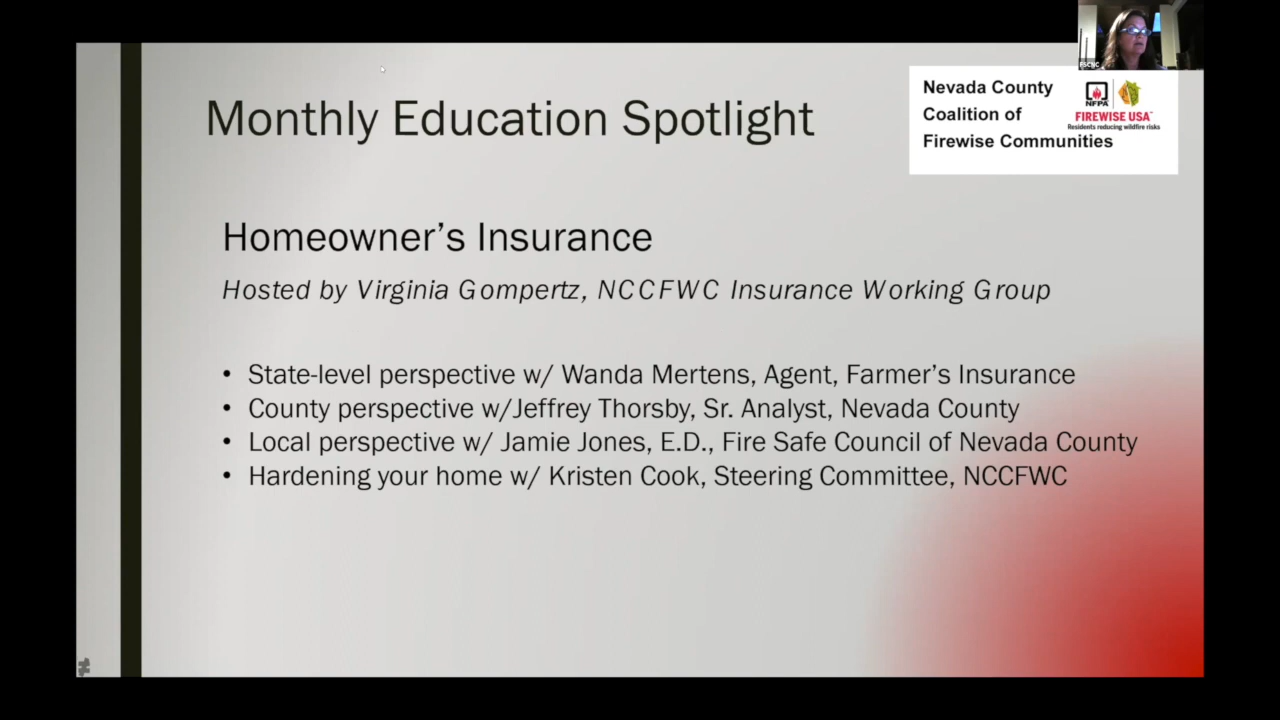 FSCNC
Monthly Education Spotlight
Nevada County
Coalition of
Firewise Communities
NFPA
FIREWISE USA
Residents reducing wildfire risks
Homeowner's Insurance
Hosted by Virginia Gompertz, NCCFWC Insurance Working Group
• State-level perspective w/ Wanda Mertens, Agent, Farmer's Insurance
• County perspective w/Jeffrey Thorsby, Sr. Analyst, Nevada County
• Local perspective w/ Jamie Jones, E.D., Fire Safe Council of Nevada County
• Hardening your home w/ Kristen Cook, Steering Committee, NCCFWC